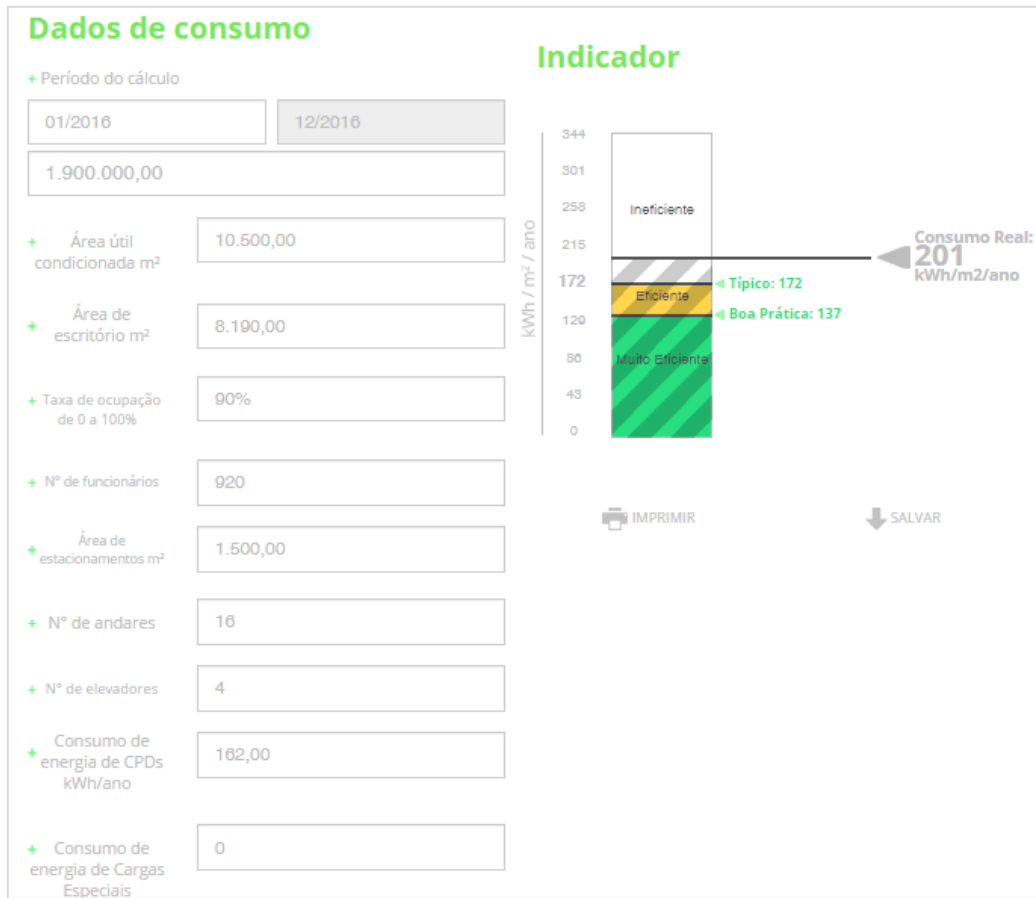 Dados de consumo
+ Período do cálculo
01/2016
12/2016
1.900.000,00
+ Área útil
condicionada m²
10.500,00
+ Área de
escritório m²
8.190,00
+ Taxa de ocupação
de 0 a 100%
90%
+ N° de funcionários
920
+ Área de
estacionamentos m²
1.500,00
+ N° de andares
16
+ N° de elevadores
4
+ Consumo de
energia de CPDs
kWh/ano
162,00
+ Consumo de
energia de Cargas
Especiais
0
Indicador
kWh / m² / ano
344
301
258
215
172
129
86
43
0
Ineficiente
Eficiente
Muito Eficiente
Consumo Real:
201
kWh/m2/ano
Típico: 172
Boa Prática: 137
IMPRIMIR
SALVAR